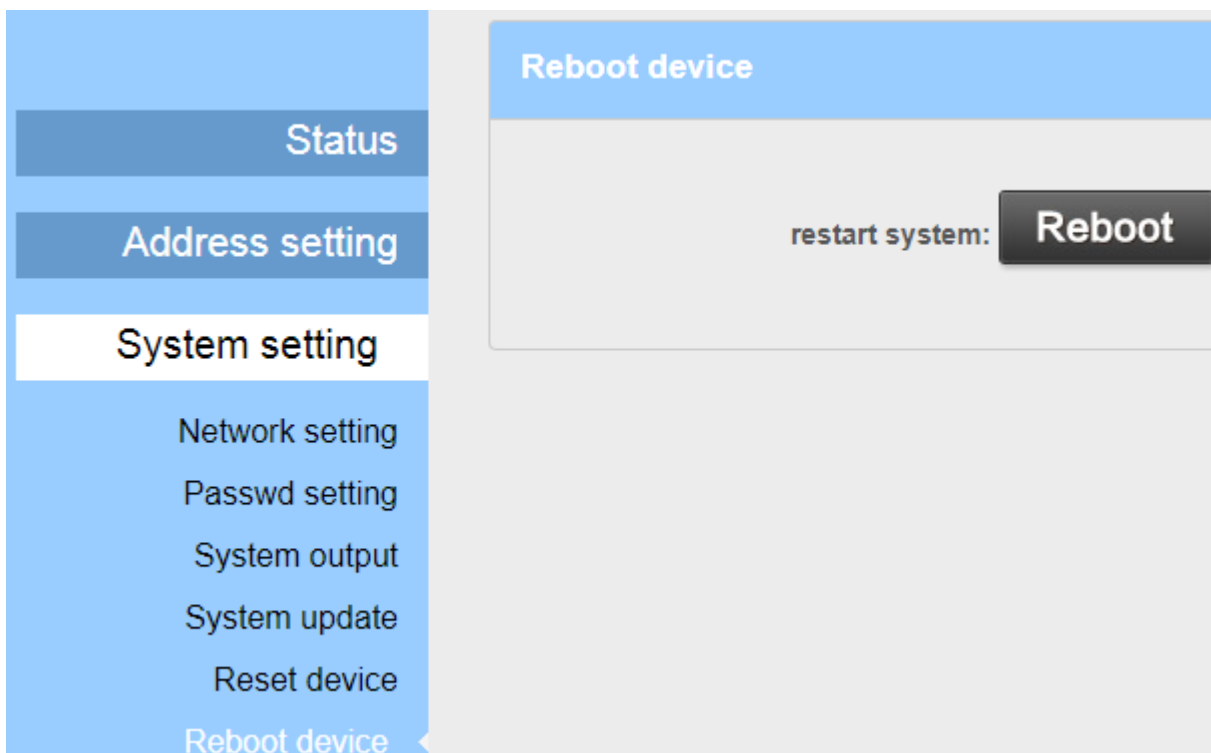 Status
Address setting
System setting
Network setting
Passwd setting
System output
System update
Reset device
Reboot device
Reboot device
restart system: Reboot